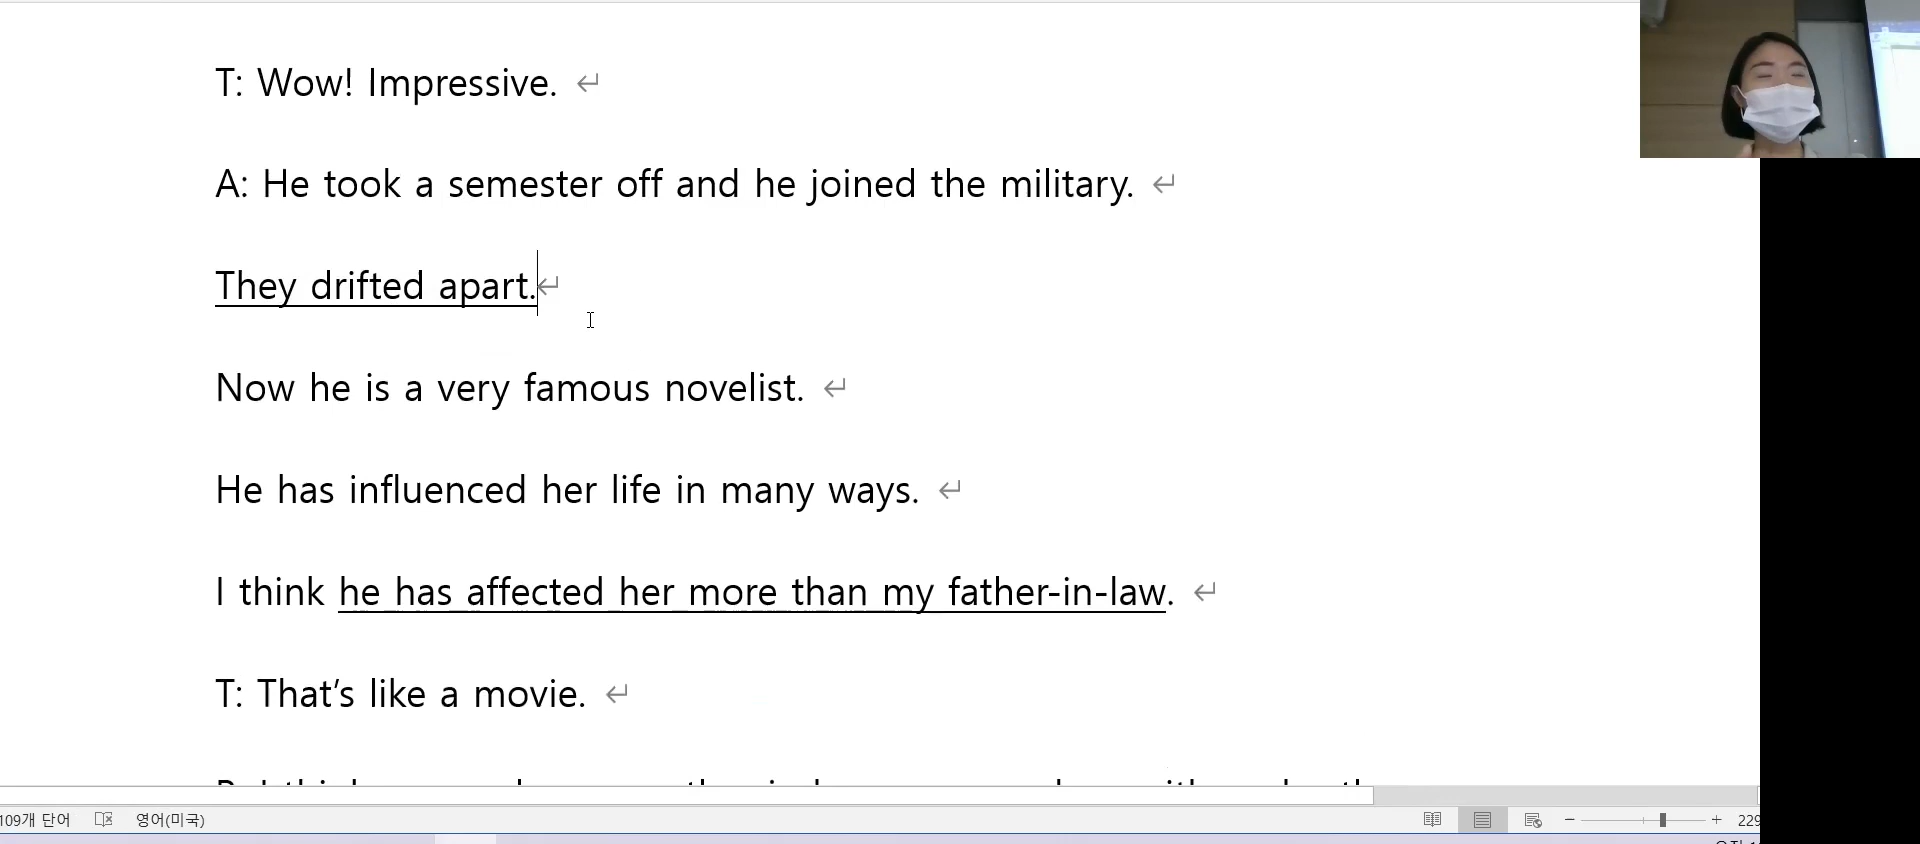 T: Wow! Impressive.
A: He took a semester off and he joined the military.
They drifted apart.
Now he is a very famous novelist.
He has influenced her life in many ways.
I think he has affected her more than my father-in-law.
T: That’s like a movie.
109개 단어 영어(미국)